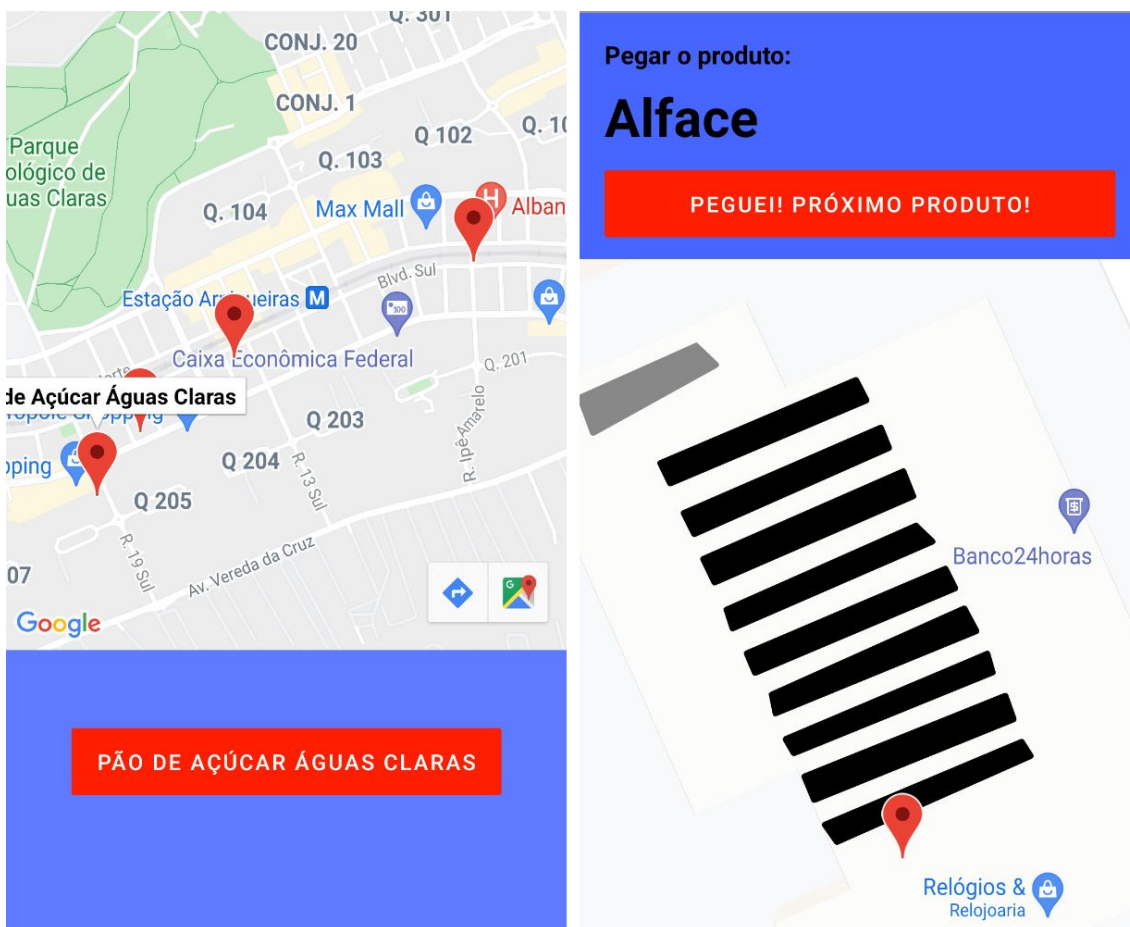 Q. 301
CONJ. 20
CONJ. 1
Q. 10
Q 102
Parque
ológico de
uas Claras
Q. 103
Q. 104
Max Mall
H
Alban
Blvd. Sul
Estação
ueiras M
100
Caixa Econômica Federal
Q. 201
de Açúcar Águas Claras
Q 203
R. Ipê-Amarelo
pping
Q 204
R. 13 Sul
Q 205
R. 19 Sul
Av. Vereda da Cruz
07
G
Google
PÃO DE AÇÚCAR ÁGUAS CLARAS
Pegar o produto:
Alface
PEGUEI! PRÓXIMO PRODUTO!
$
Banco24horas
Relógios &
Relojoaria